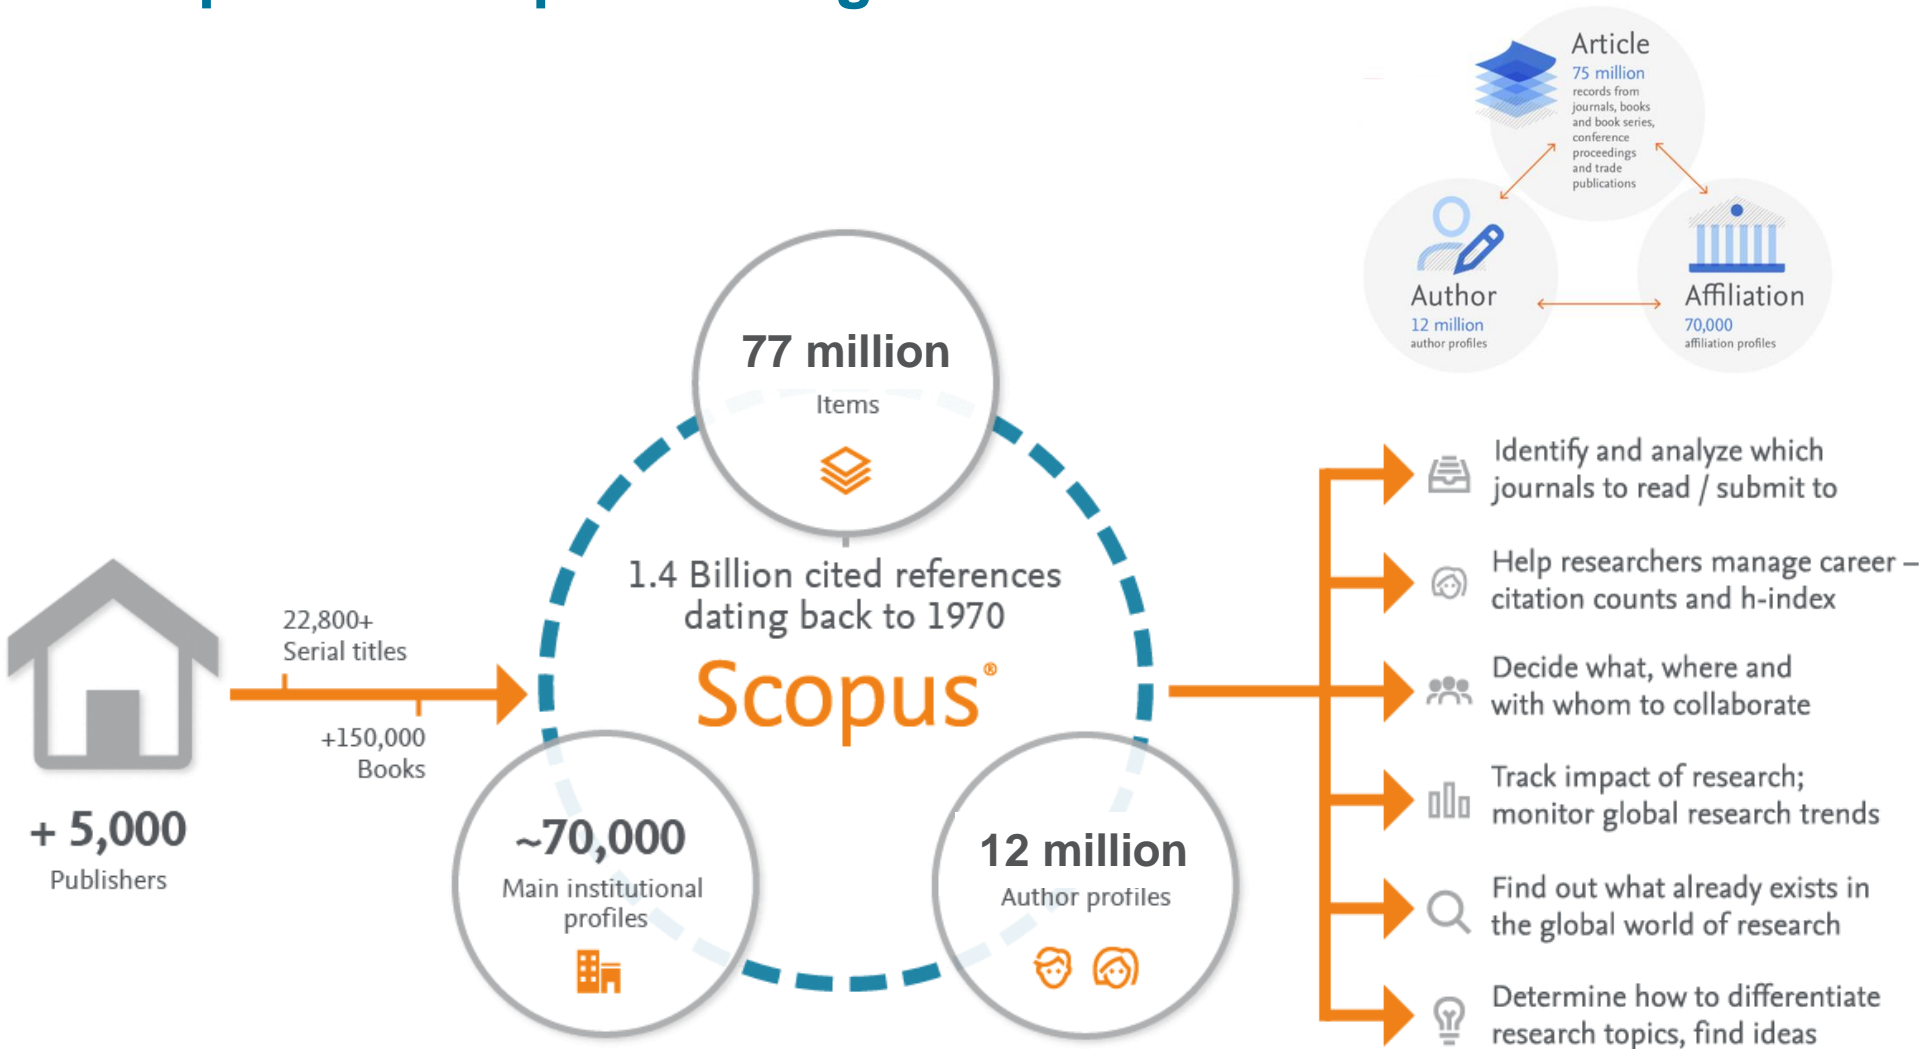 Article
75 million
records from
journals, books
and book series,
conference
proceedings
and trade
publications
Author
12 million
author profiles
Affiliation
70,000
affiliation profiles
77 million
Items
1.4 Billion cited references
dating back to 1970
Scopus®
22,800+
Serial titles
+150,000
Books
+ 5,000
Publishers
~70,000
Main institutional
profiles
12 million
Author profiles
Identify and analyze which
journals to read / submit to
Help researchers manage career –
citation counts and h-index
Decide what, where and
with whom to collaborate
Track impact of research;
monitor global research trends
Find out what already exists in
the global world of research
Determine how to differentiate
research topics, find ideas